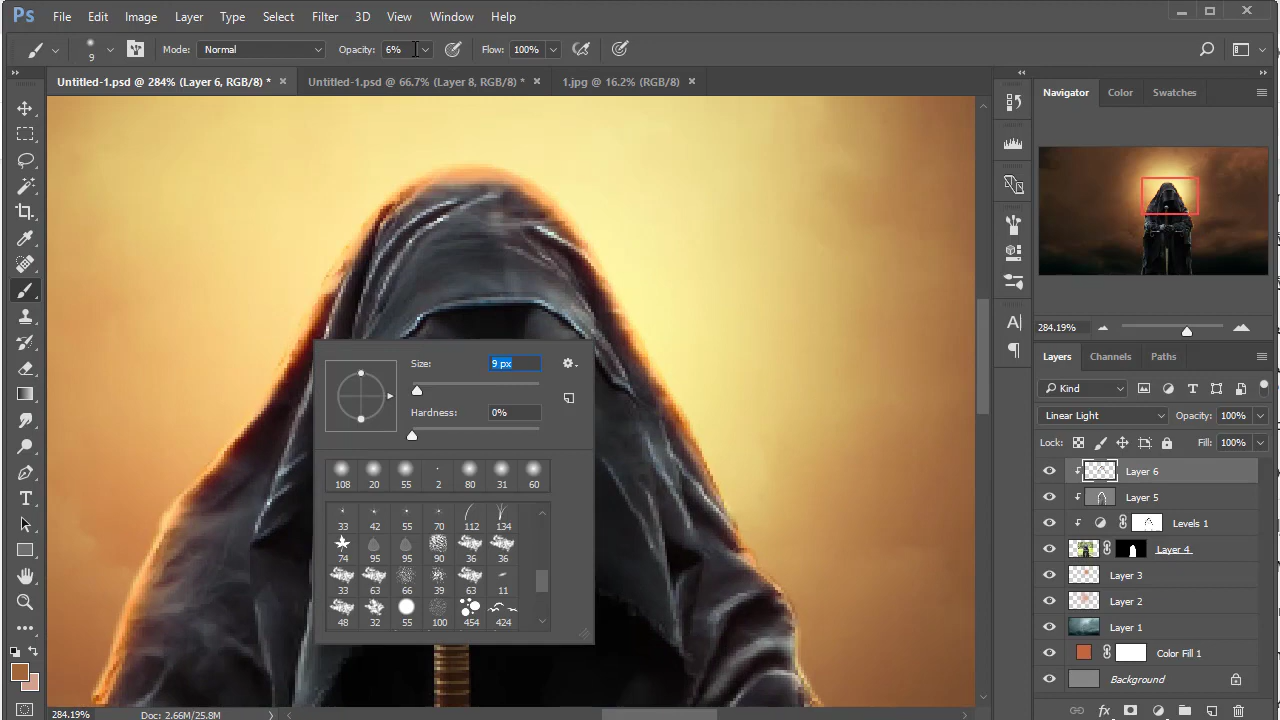 Ps File Edit Image Layer Type Select Filter 3D View Window Help
9 Mode: Normal Opacity: 6% Flow: 100%
Untitled-1.psd @ 284% (Layer 6, RGB/8) * Untitled-1.psd @ 66.7% (Layer 8, RGB/8) * 1.jpg @ 16.2% (RGB/8)
Navigator Color Swatches
284.19%
Layers Channels Paths
Kind
Linear Light Opacity: 100%
Lock: Fill: 100%
Layer 6
Layer 5
Levels 1
Layer 4
Layer 3
Layer 2
Layer 1
Color Fill 1
Background
Size: 9 px
Hardness: 0%
108 20 55 2 80 31 60
33 42 55 70 112 134
74 95 95 90 36 36
33 63 66 39 63 11
48 32 55 100 454 424
284.19% Doc: 2.66M/25.8M